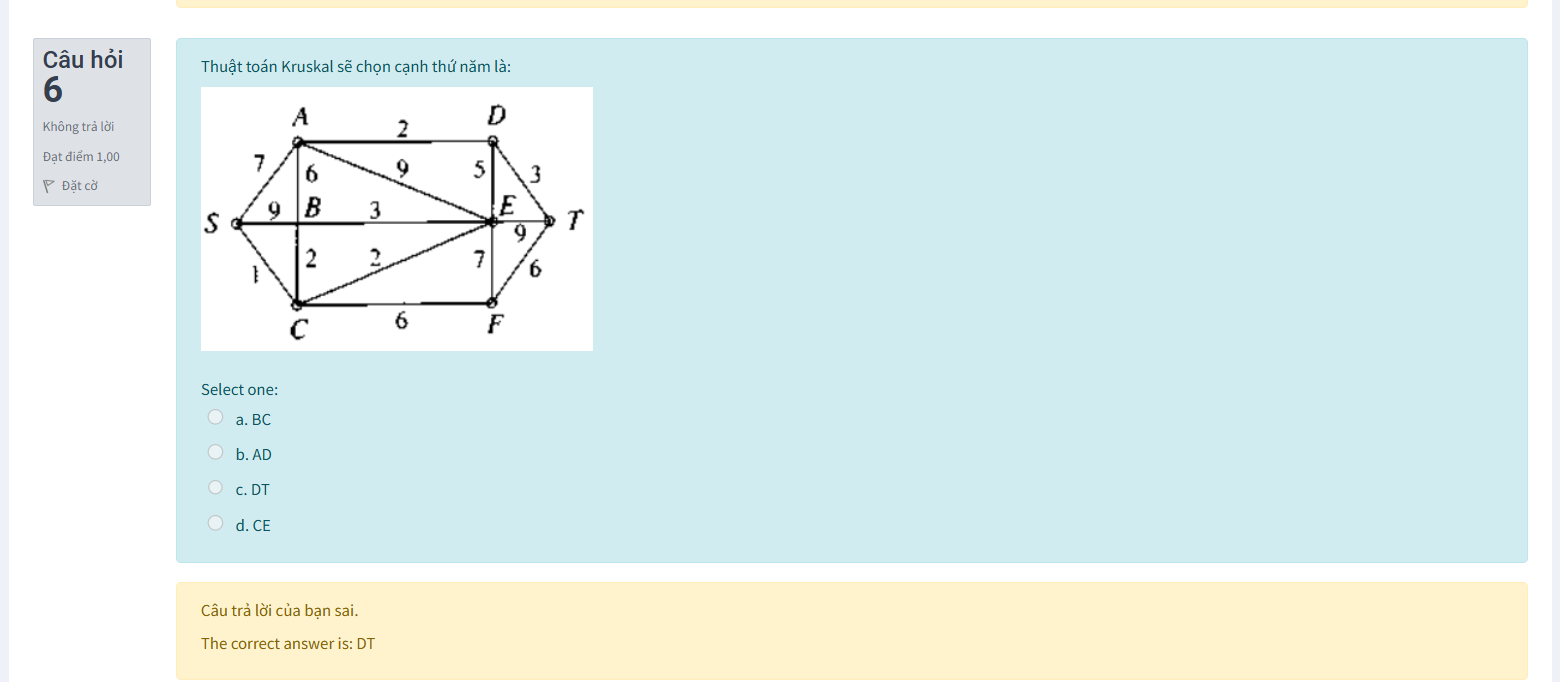 Câu hỏi
6
Không trả lời
Đạt điểm 1,00
Đặt cờ
Thuật toán Kruskal sẽ chọn cạnh thứ năm là:
A D
2
7 6 9 5 3
S 9 B 3 E T
9
1 2 2 7 6
C 6 F
Select one:
a. BC
b. AD
c. DT
d. CE
Câu trả lời của bạn sai.
The correct answer is: DT